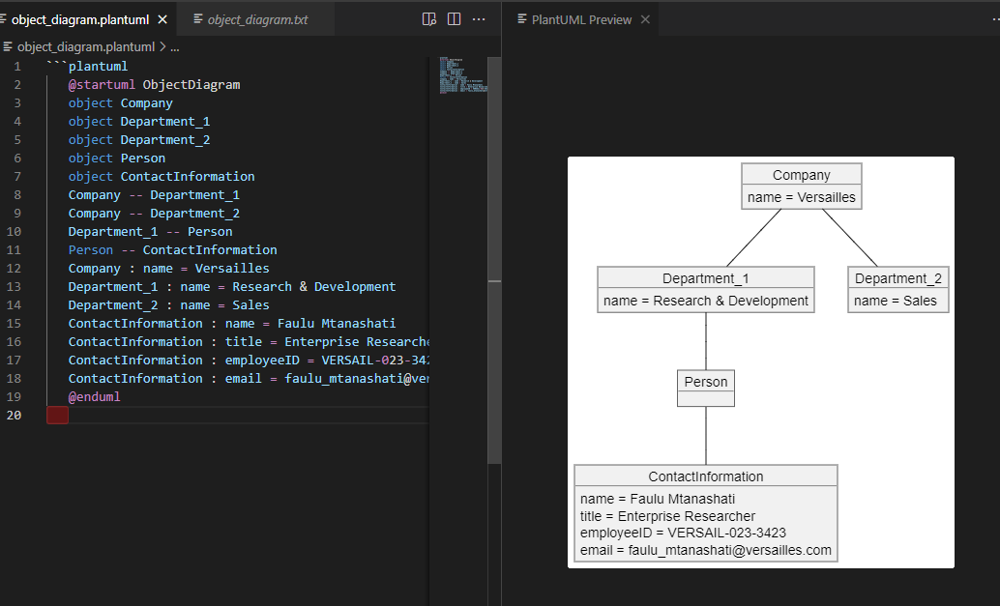 object_diagram.plantuml
object_diagram.txt
PlantUML Preview
object_diagram.plantuml > ...
1 ```plantuml
2 @startuml ObjectDiagram
3 object Company
4 object Department_1
5 object Department_2
6 object Person
7 object ContactInformation
8 Company -- Department_1
9 Company -- Department_2
10 Department_1 -- Person
11 Person -- ContactInformation
12 Company : name = Versailles
13 Department_1 : name = Research & Development
14 Department_2 : name = Sales
15 ContactInformation : name = Faulu Mtanashati
16 ContactInformation : title = Enterprise Researche
17 ContactInformation : employeeID = VERSAIL-023-342
18 ContactInformation : email = faulu_mtanashati@ver
19 @enduml
20
Company
name = Versailles
Department_1
name = Research & Development
Department_2
name = Sales
Person
ContactInformation
name = Faulu Mtanashati
title = Enterprise Researcher
employeeID = VERSAIL-023-3423
email = faulu_mtanashati@versailles.com